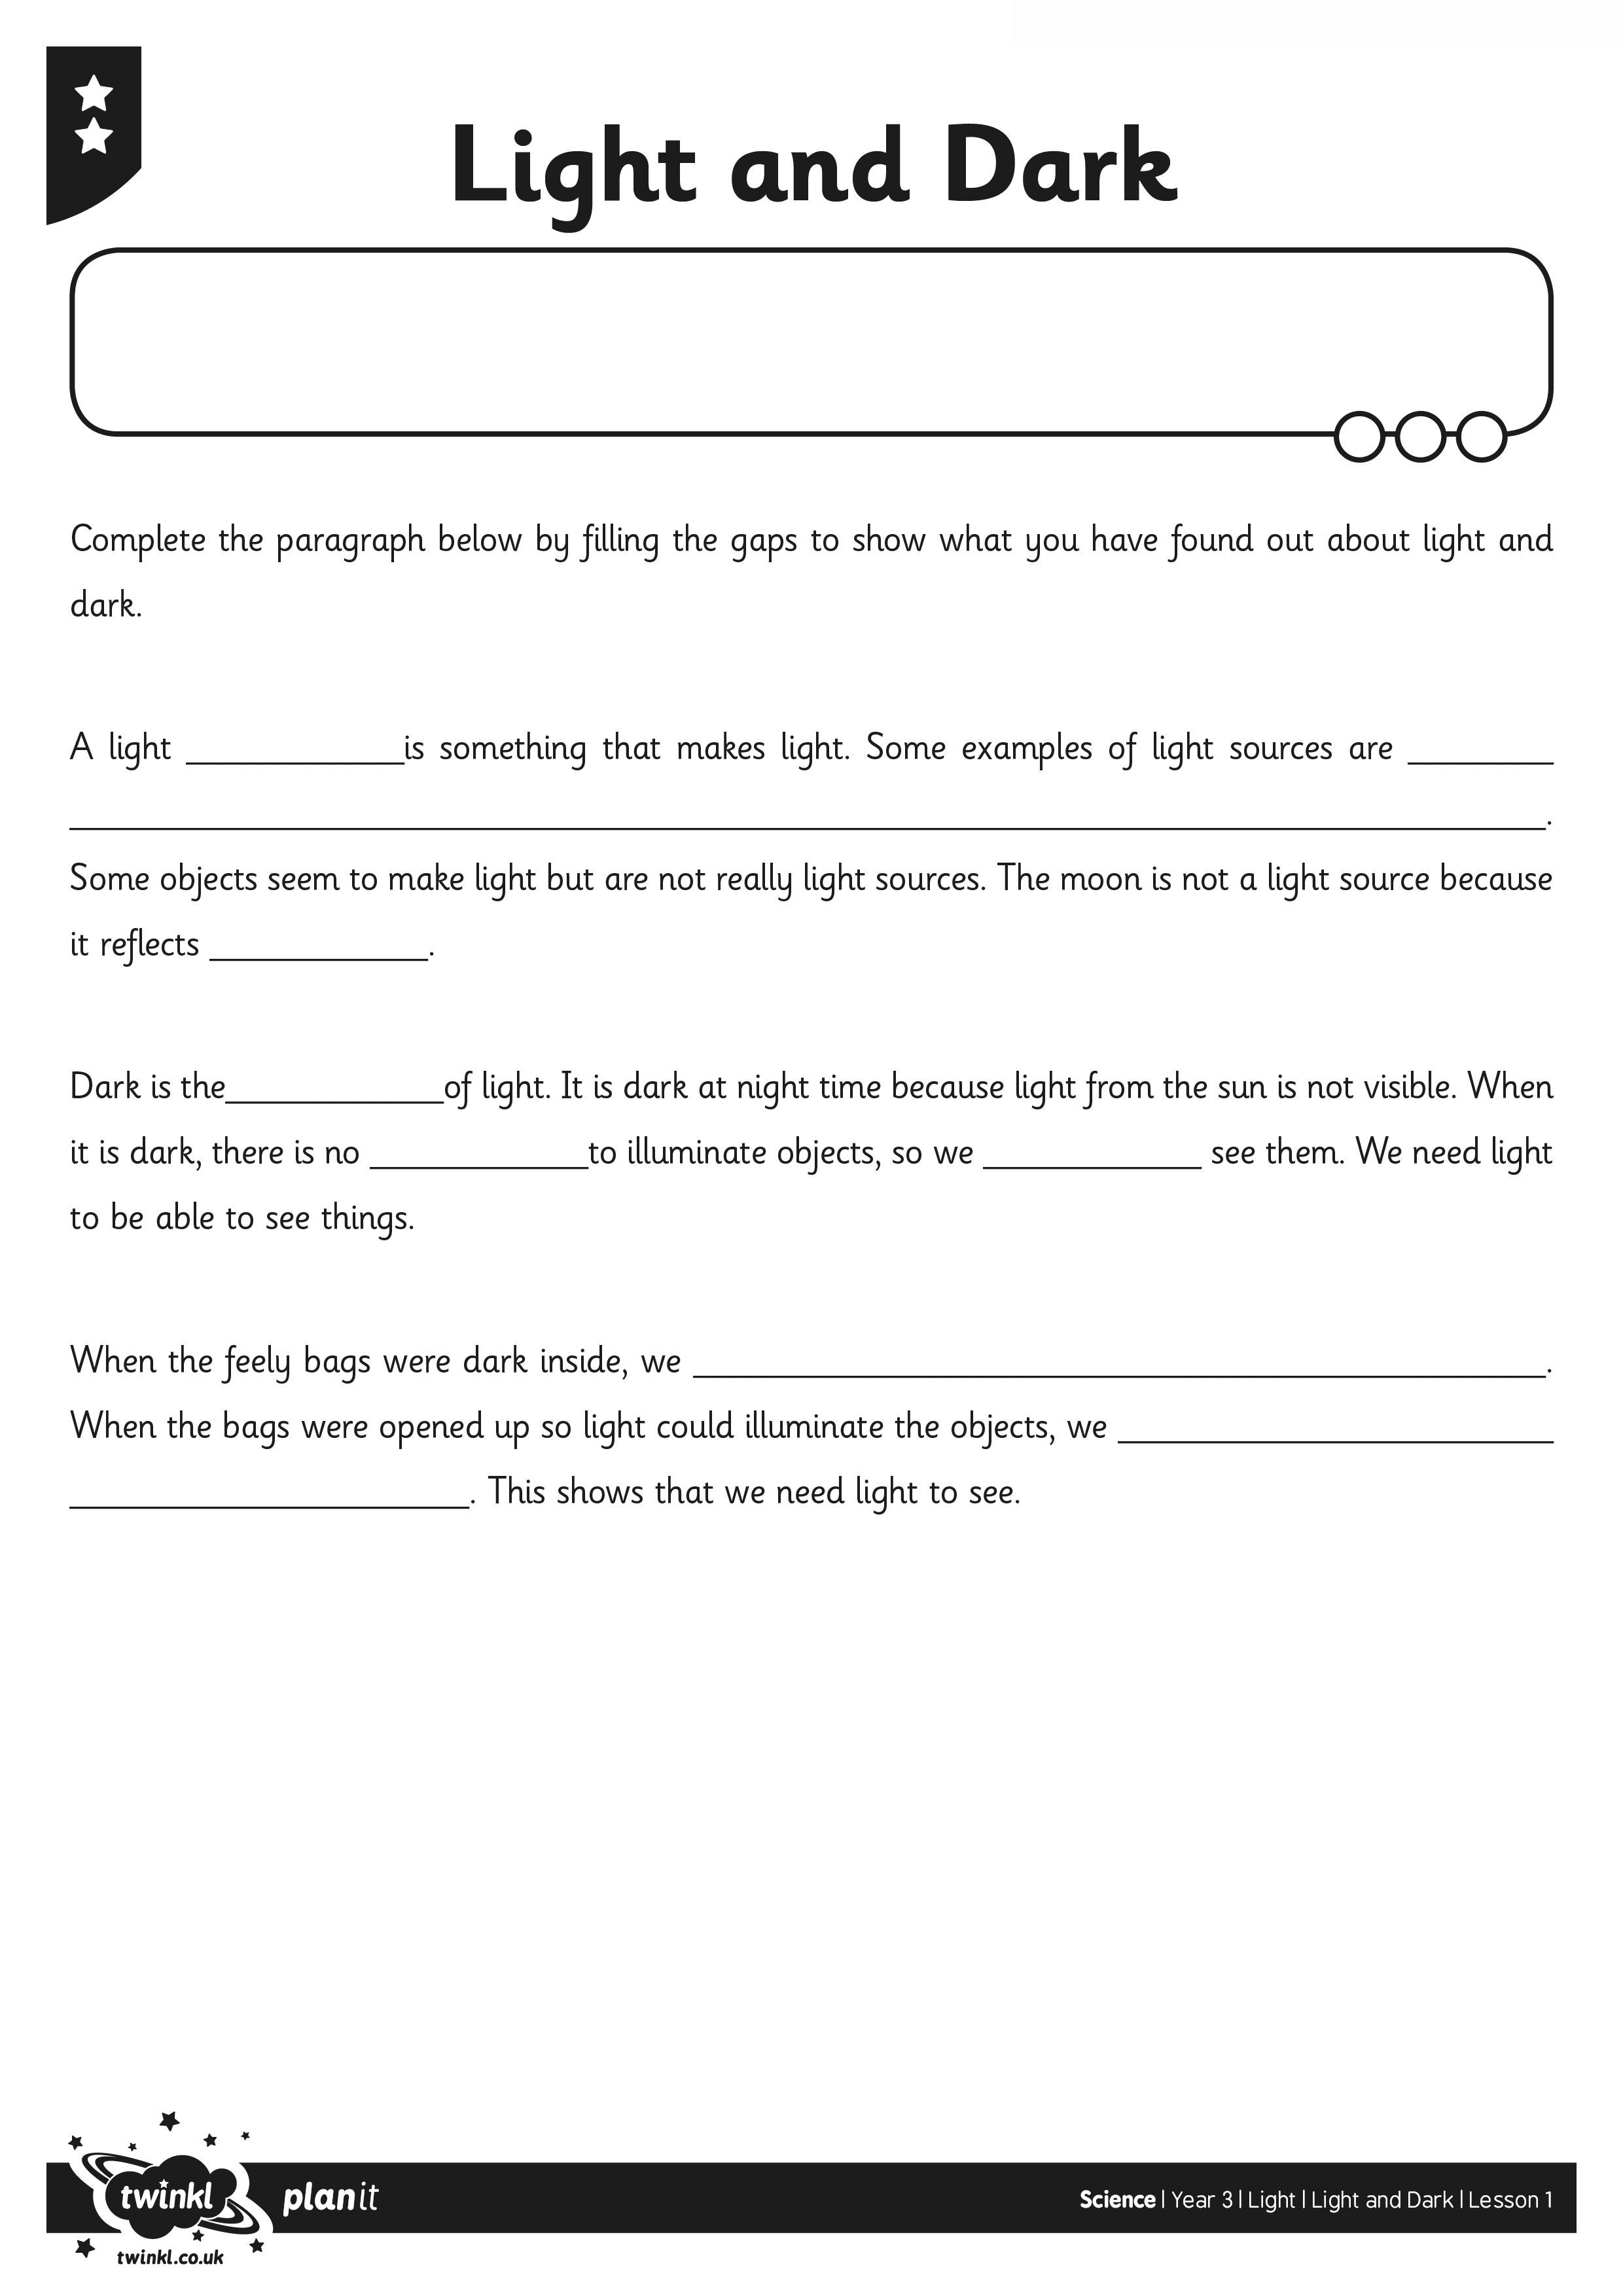 Light and Dark
Complete the paragraph below by filling the gaps to show what you have found out about light and
dark.
A light ____________is something that makes light. Some examples of light sources are ________
________________________________________________________________________________.
Some objects seem to make light but are not really light sources. The moon is not a light source because
it reflects ____________.
Dark is the____________of light. It is dark at night time because light from the sun is not visible. When
it is dark, there is no ____________to illuminate objects, so we ____________ see them. We need light
to be able to see things.
When the feely bags were dark inside, we _______________________________________________.
When the bags were opened up so light could illuminate the objects, we ________________________
______________________. This shows that we need light to see.
twinkl planit
Science | Year 3 | Light | Light and Dark | Lesson 1
twinkl.co.uk